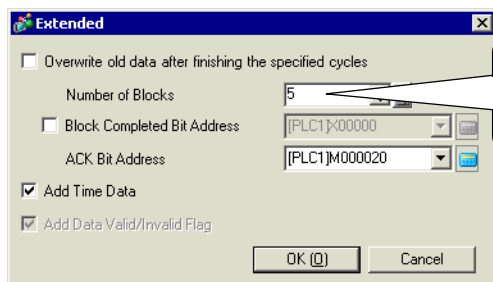 Extended
Overwrite old data after finishing the specified cycles
Number of Blocks 5
Block Completed Bit Address [PLC1]X00000
ACK Bit Address [PLC1]M000020
Add Time Data
Add Data Valid/Invalid Flag
OK (O) Cancel